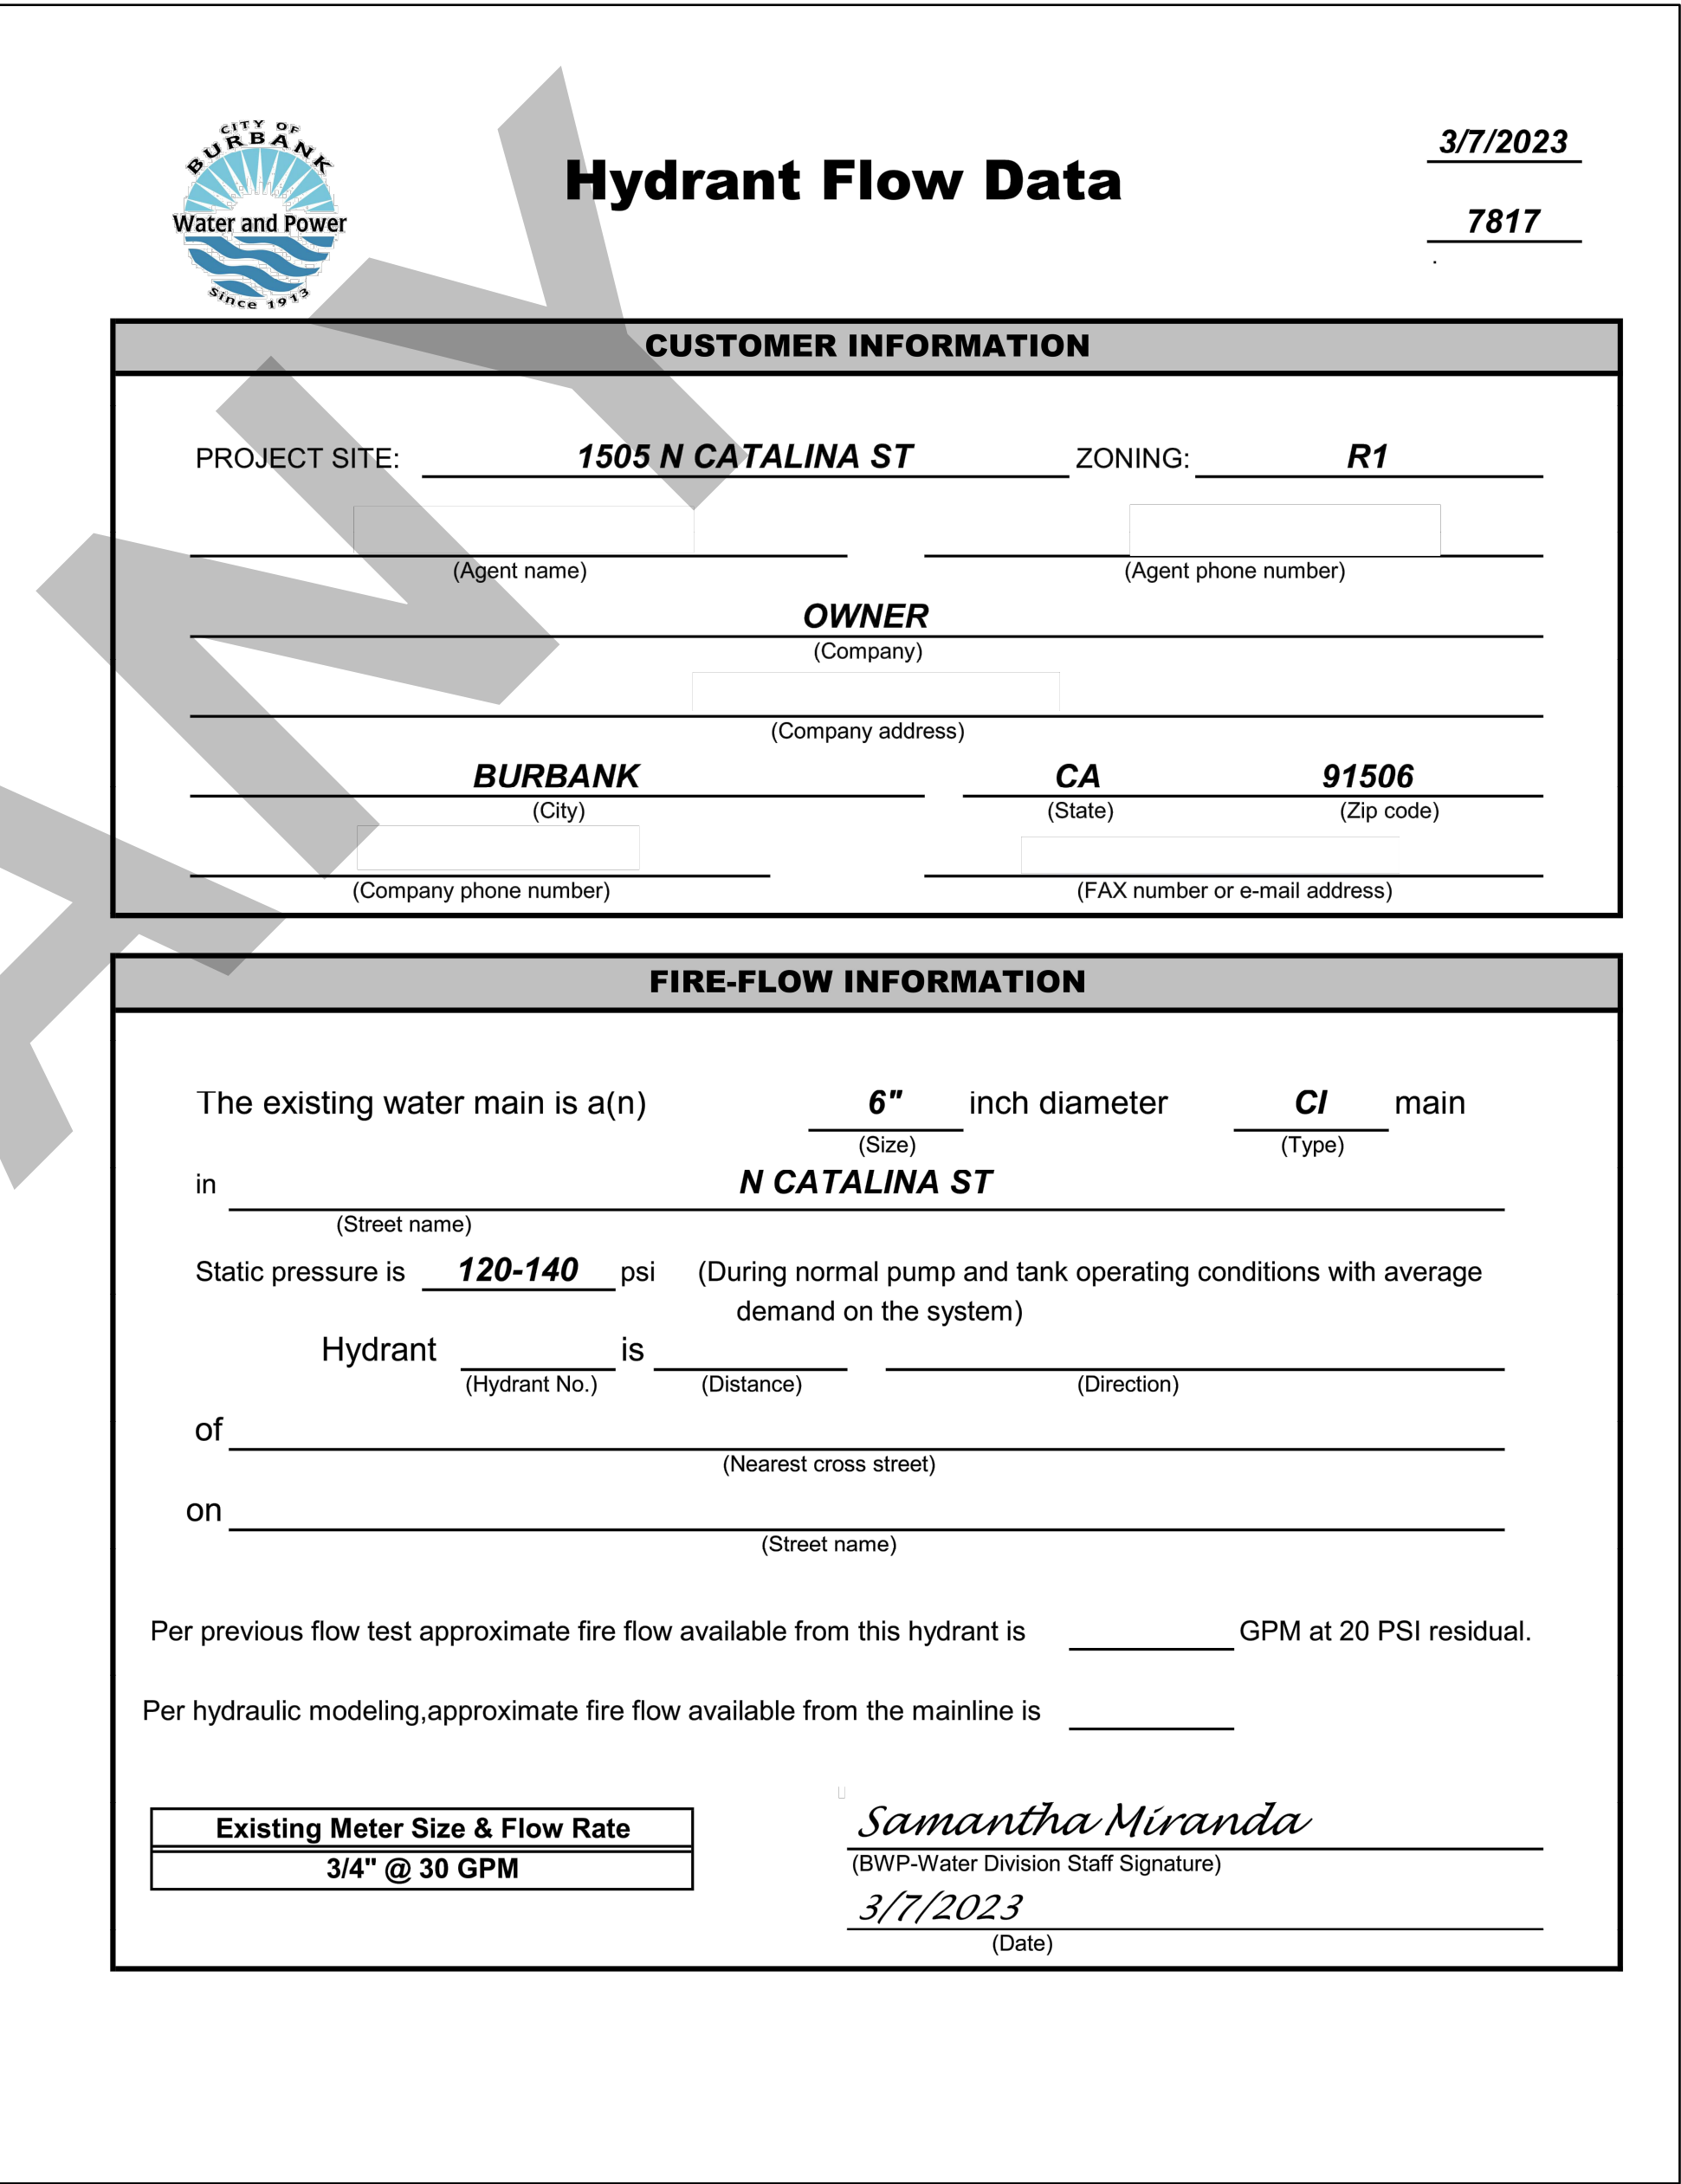 CITY OF
BURBANK
Water and Power
Since 1913
Hydrant Flow Data
3/7/2023
7817
CUSTOMER INFORMATION
PROJECT SITE: 1505 N CATALINA ST ZONING: R1
(Agent name) (Agent phone number)
OWNER
(Company)
(Company address)
BURBANK CA 91506
(City) (State) (Zip code)
(Company phone number) (FAX number or e-mail address)
FIRE-FLOW INFORMATION
The existing water main is a(n) 6" inch diameter CI main
(Size) (Type)
in N CATALINA ST
(Street name)
Static pressure is 120-140 psi (During normal pump and tank operating conditions with average
demand on the system)
Hydrant is
(Hydrant No.) (Distance) (Direction)
of
(Nearest cross street)
on
(Street name)
Per previous flow test approximate fire flow available from this hydrant is GPM at 20 PSI residual.
Per hydraulic modeling,approximate fire flow available from the mainline is
Existing Meter Size & Flow Rate
3/4" @ 30 GPM
Samantha Miranda
(BWP-Water Division Staff Signature)
3/7/2023
(Date)